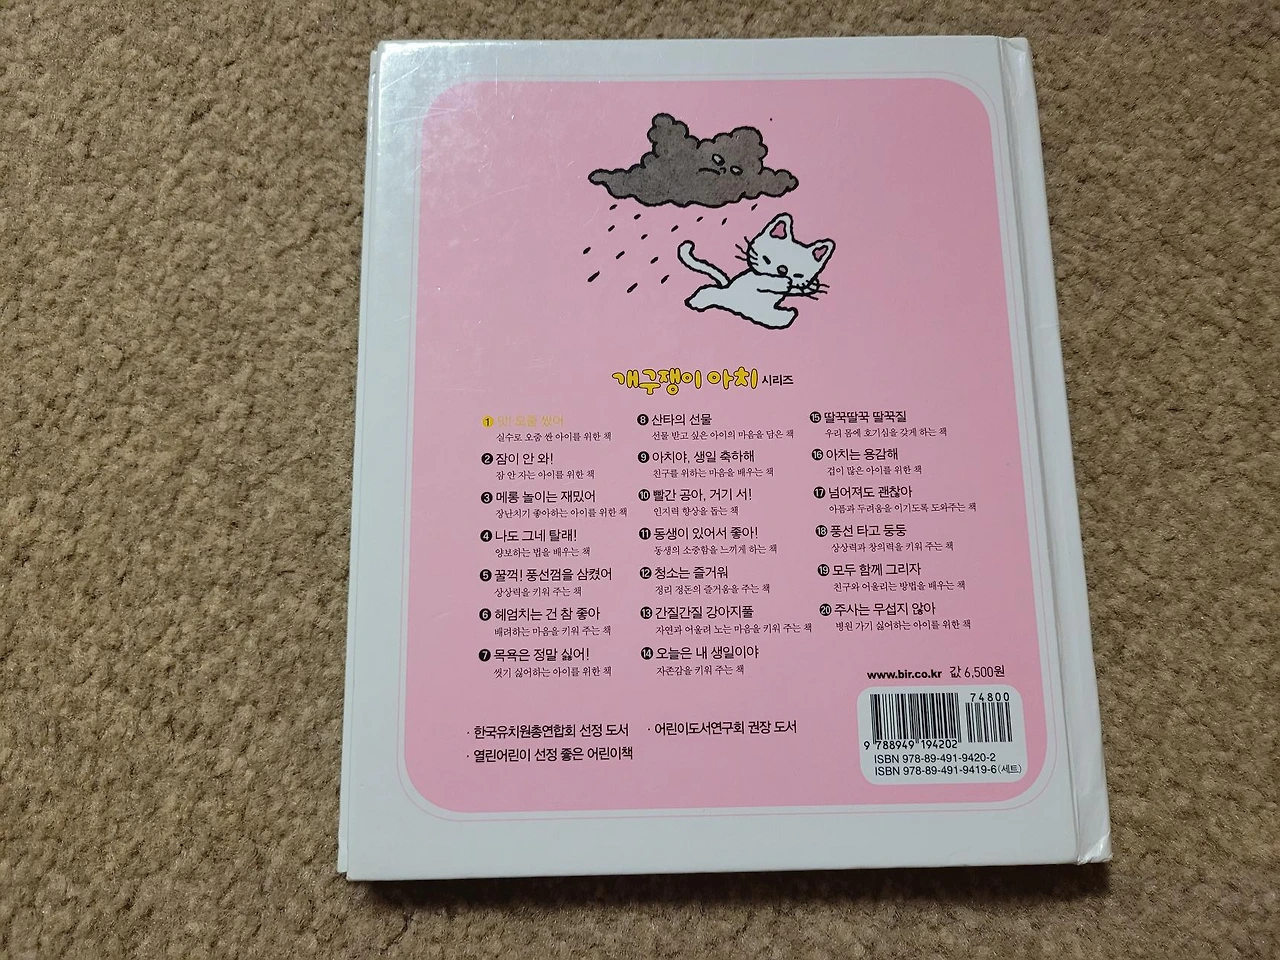 개구쟁이 아치 시리즈
1 앗! 오줌 쌌어
실수로 오줌 싼 아이를 위한 책
2 잠이 안 와!
잠 안 자는 아이를 위한 책
3 메롱 놀이는 재밌어
장난치기 좋아하는 아이를 위한 책
4 나도 그네 탈래!
양보하는 법을 배우는 책
5 꿀꺽! 풍선껌을 삼켰어
상상력을 키워 주는 책
6 헤엄치는 건 참 좋아
배려하는 마음을 키워 주는 책
7 목욕은 정말 싫어!
씻기 싫어하는 아이를 위한 책
8 산타의 선물
선물 받고 싶은 아이의 마음을 담은 책
9 아치야, 생일 축하해
친구를 위하는 마음을 배우는 책
10 빨간 공아, 거기 서!
인지력 향상을 돕는 책
11 동생이 있어서 좋아!
동생의 소중함을 느끼게 하는 책
12 청소는 즐거워
정리 정돈의 즐거움을 주는 책
13 간질간질 강아지풀
자연과 어울려 노는 마음을 키워 주는 책
14 오늘은 내 생일이야
자존감을 키워 주는 책
15 딸꾹딸꾹 딸꾹질
우리 몸에 호기심을 갖게 하는 책
16 아치는 용감해
겁이 많은 아이를 위한 책
17 넘어져도 괜찮아
아픔과 두려움을 이기도록 도와주는 책
18 풍선 타고 둥둥
상상력과 창의력을 키워 주는 책
19 모두 함께 그리자
친구와 어울리는 방법을 배우는 책
20 주사는 무섭지 않아
병원 가기 싫어하는 아이를 위한 책
www.bir.co.kr 값 6,500원
· 한국유치원총연합회 선정 도서 · 어린이도서연구회 권장 도서
· 열린어린이 선정 좋은 어린이책
74800
9 788949 194202
ISBN 978-89-491-9420-2
ISBN 978-89-491-9419-6(세트)